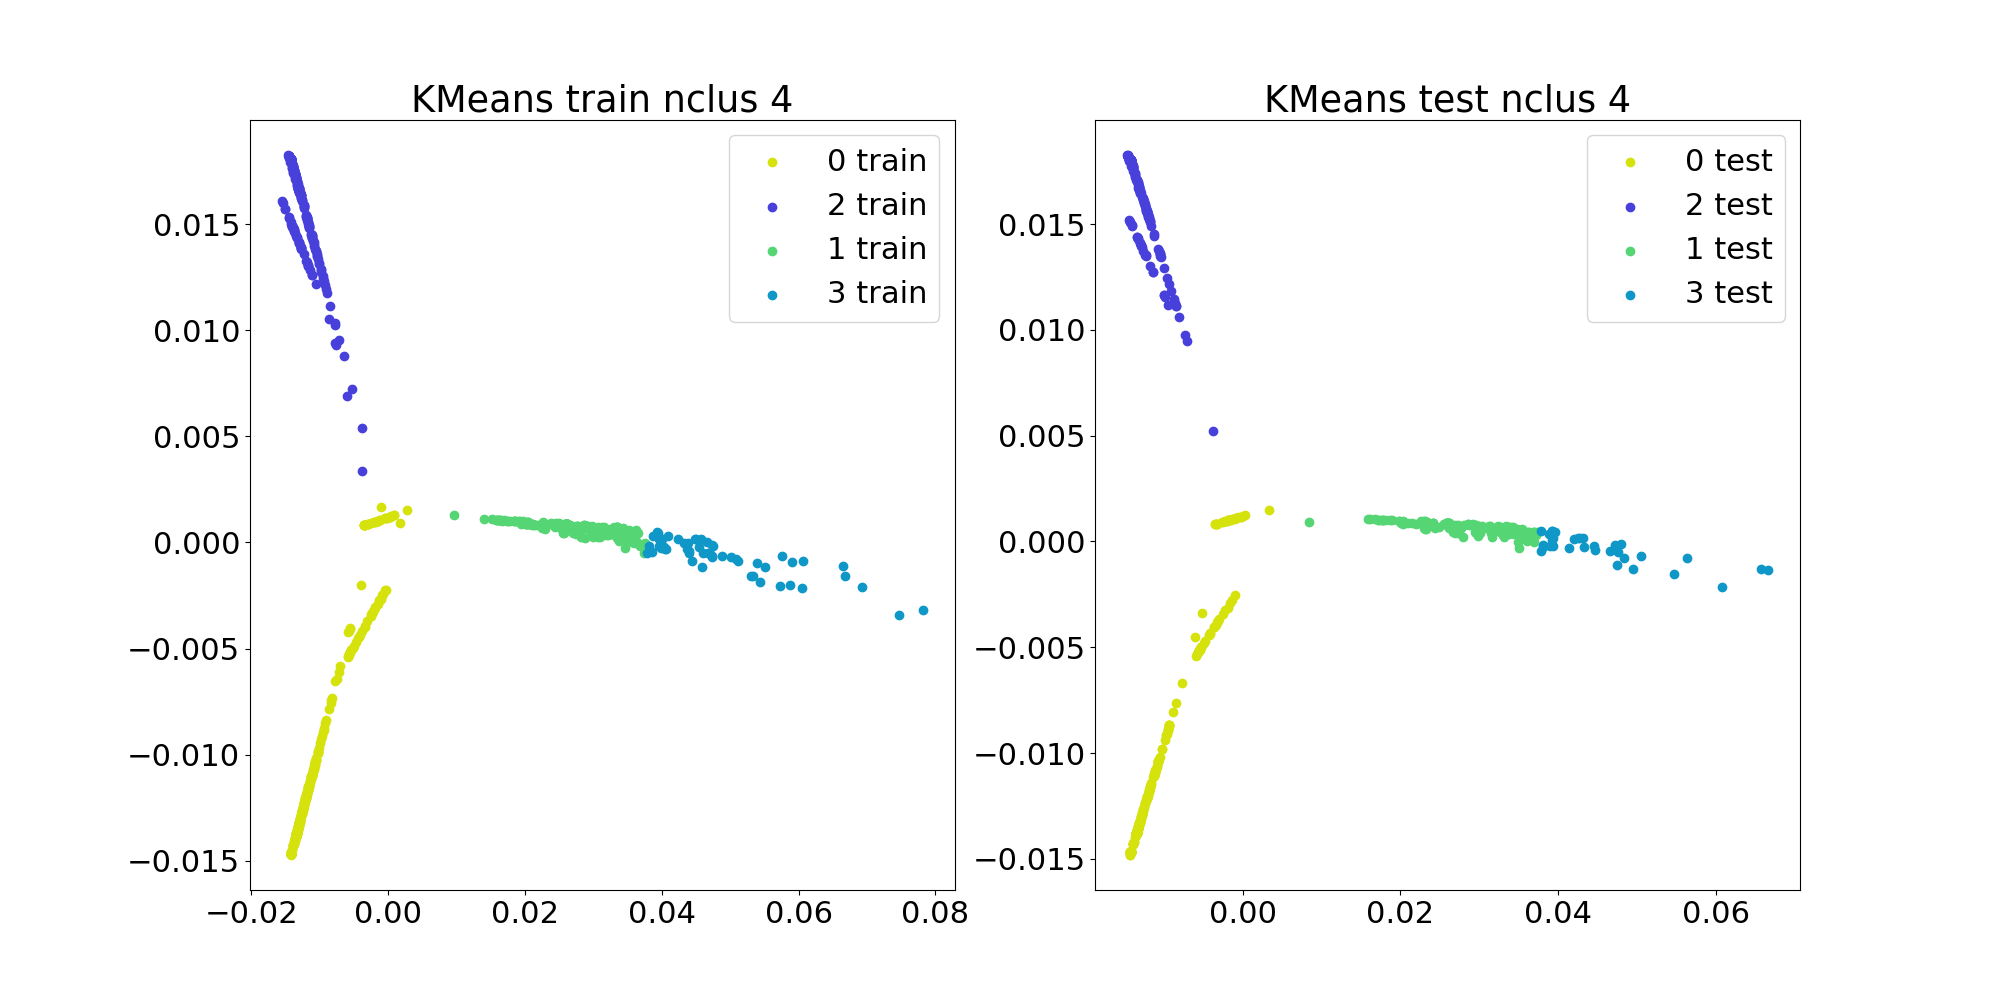 KMeans train nclus 4
0 train
2 train
1 train
3 train
0.015
0.010
0.005
0.000
−0.005
−0.010
−0.015
−0.02 0.00 0.02 0.04 0.06 0.08
KMeans test nclus 4
0 test
2 test
1 test
3 test
0.015
0.010
0.005
0.000
−0.005
−0.010
−0.015
0.00 0.02 0.04 0.06